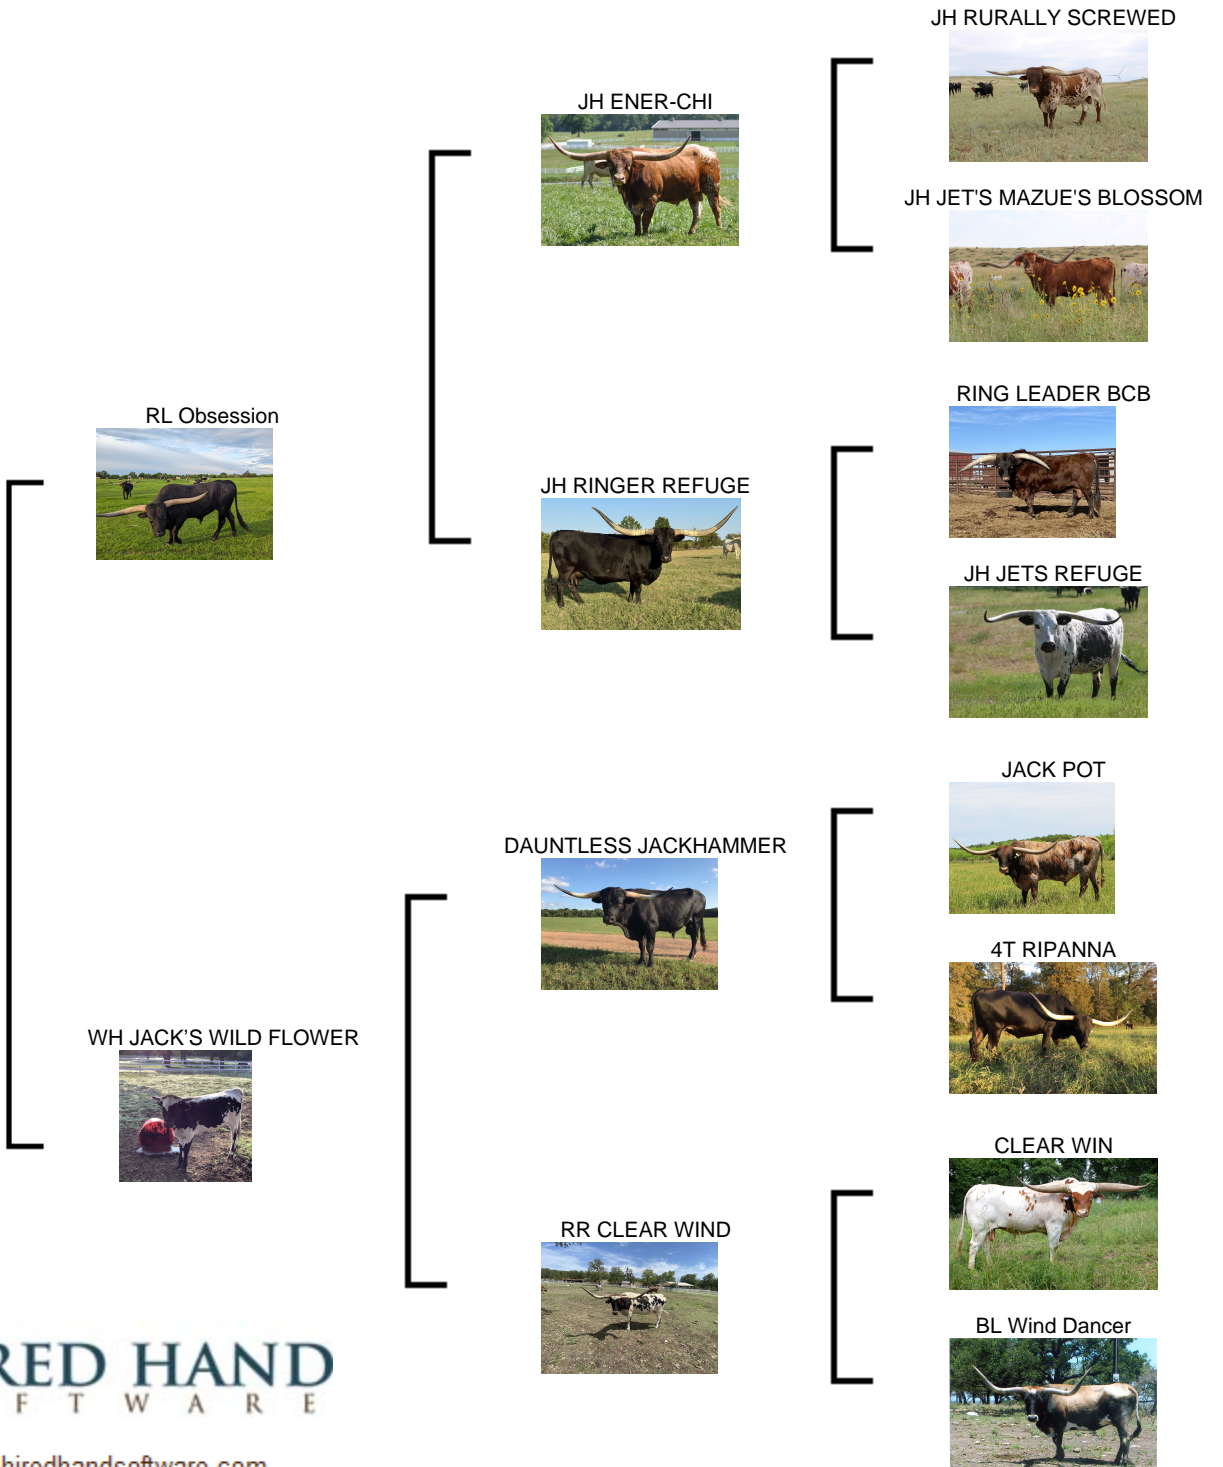 JH RURALLY SCREWED
JH ENER-CHI
JH JET'S MAZUE'S BLOSSOM
RING LEADER BCB
RL Obsession
JH RINGER REFUGE
JH JETS REFUGE
JACK POT
DAUNTLESS JACKHAMMER
4T RIPANNA
WH JACK’S WILD FLOWER
CLEAR WIN
RR CLEAR WIND
BL Wind Dancer
RED HAND
F T W A R E
hiredhandsoftware.com